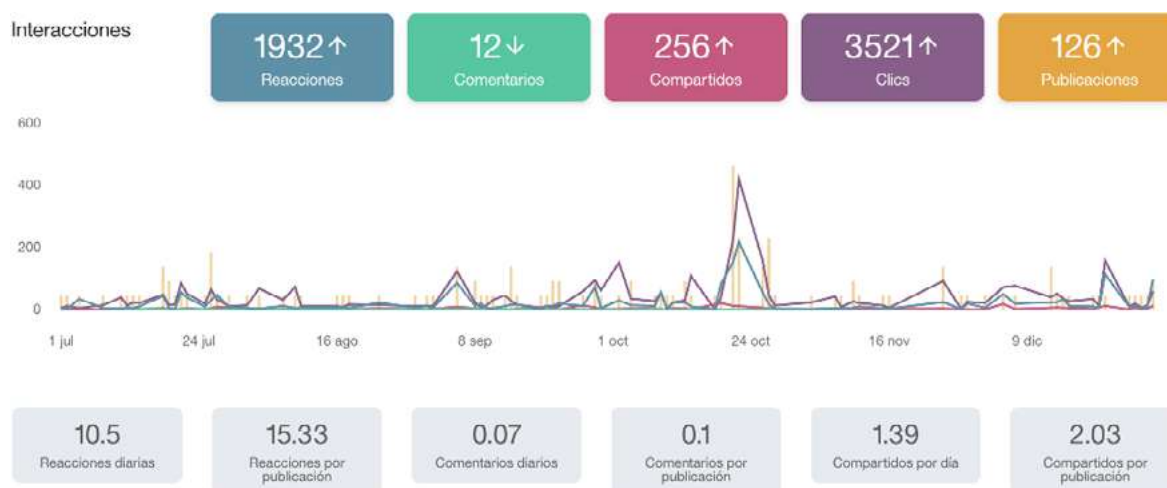 Interacciones
1932↑
Reacciones
12↓
Comentarios
256↑
Compartidos
3521↑
Clics
126↑
Publicaciones
600
400
200
0
1 jul
24 jul
16 ago
8 sep
1 oct
24 oct
16 nov
9 dic
10.5
Reacciones diarias
15.33
Reacciones por
publicación
0.07
Comentarios diarios
0.1
Comentarios por
publicación
1.39
Compartidos por día
2.03
Compartidos por
publicación